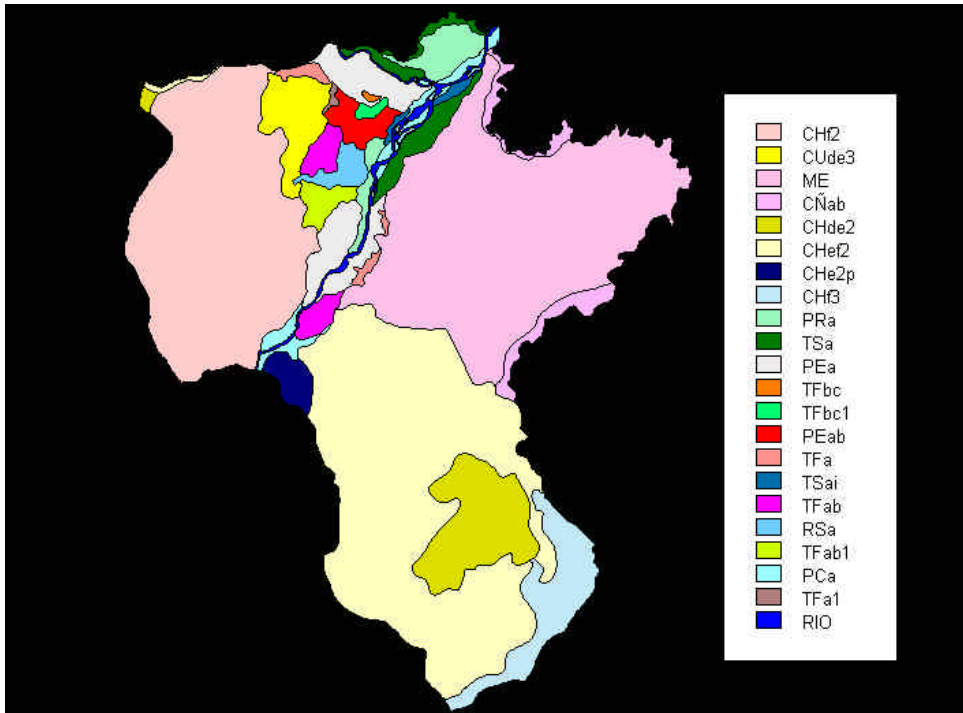 CHf2
CUde3
ME
CÑab
CHde2
CHef2
CHe2p
CHf3
PRa
TSa
PEa
TFbc
TFbc1
PEab
TFa
TSai
TFab
RSa
TFab1
PCa
TFa1
RIO